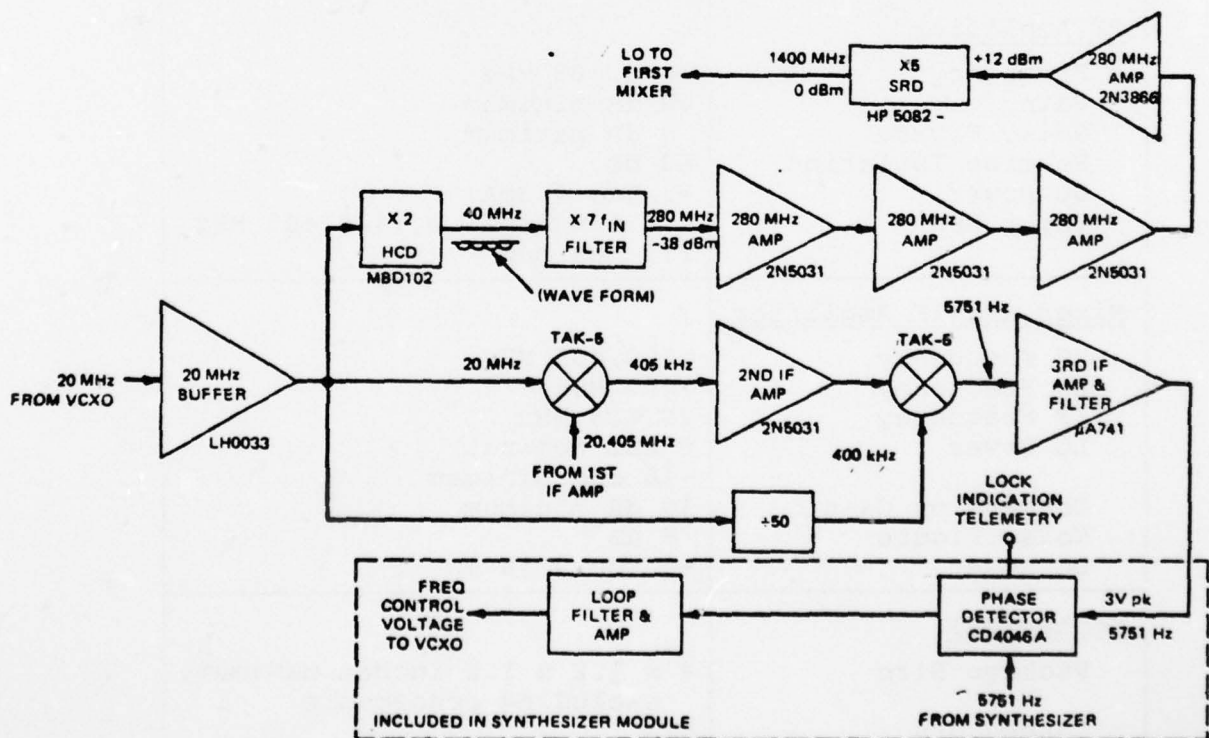 LO TO
FIRST
MIXER
1400 MHz
0 dBm
X5
SRD
HP 5082 -
+12 dBm
280 MHz
AMP
2N3866
X 2
HCD
MBD102
40 MHz
(WAVE FORM)
X 7 fIN
FILTER
280 MHz
-38 dBm
280 MHz
AMP
2N5031
280 MHz
AMP
2N5031
280 MHz
AMP
2N5031
20 MHz
FROM VCXO
20 MHz
BUFFER
LH0033
20 MHz
TAK-5
405 kHz
20.405 MHz
FROM 1ST
IF AMP
2ND IF
AMP
2N5031
TAK-5
400 kHz
5751 Hz
3RD IF
AMP &
FILTER
µA741
÷50
LOCK
INDICATION
TELEMETRY
FREQ
CONTROL
VOLTAGE
TO VCXO
LOOP
FILTER &
AMP
PHASE
DETECTOR
CD4046A
3V pk
5751 Hz
5751 Hz
FROM SYNTHESIZER
INCLUDED IN SYNTHESIZER MODULE